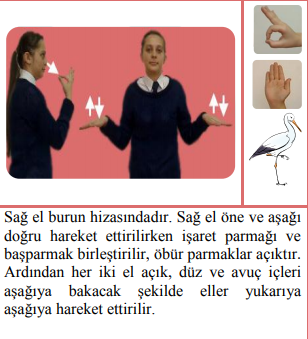 Sağ el burun hizasındadır. Sağ el öne ve aşağı
doğru hareket ettirilirken işaret parmağı ve
başparmak birleştirilir, öbür parmaklar açıktır.
Ardından her iki el açık, düz ve avuç içleri
aşağıya bakacak şekilde eller yukarıya
aşağıya hareket ettirilir.